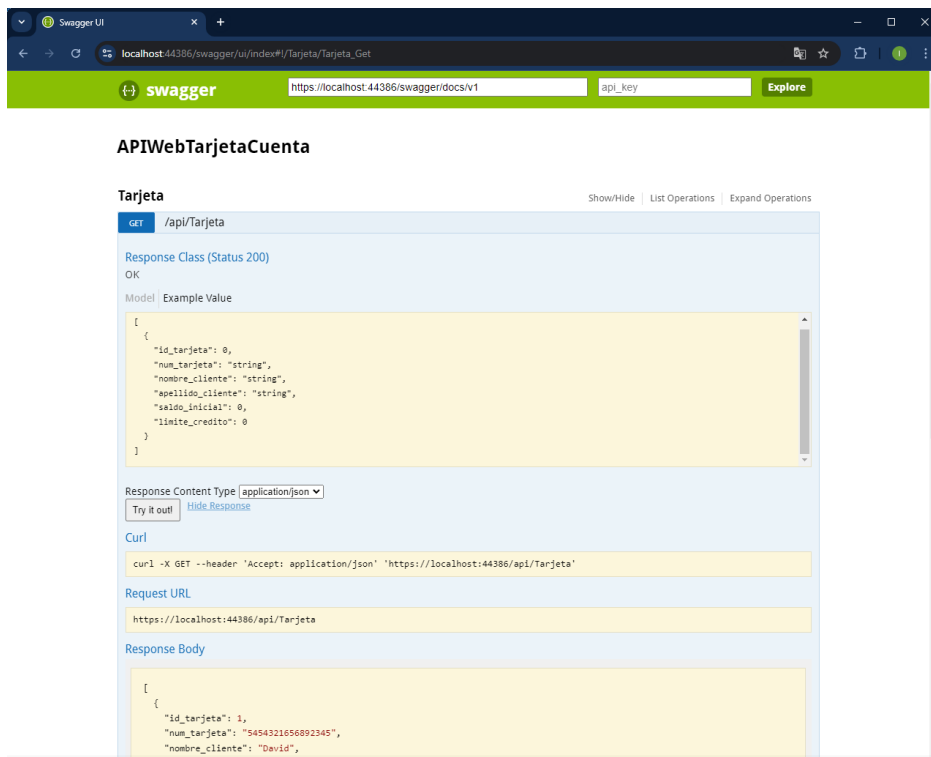 Swagger UI
localhost:44386/swagger/ui/index#!/Tarjeta/Tarjeta_Get
I
swagger
https://localhost:44386/swagger/docs/v1
api_key
Explore
APIWebTarjetaCuenta
Tarjeta
Show/Hide
List Operations
Expand Operations
GET
/api/Tarjeta
Response Class (Status 200)
OK
Model
Example Value
[
{
"id_tarjeta": 0,
"num_tarjeta": "string",
"nombre_cliente": "string",
"apellido_cliente": "string",
"saldo_inicial": 0,
"limite_credito": 0
}
]
Response Content Type application/json
Try it out!
Hide Response
Curl
curl -X GET --header 'Accept: application/json' 'https://localhost:44386/api/Tarjeta'
Request URL
https://localhost:44386/api/Tarjeta
Response Body
[
{
"id_tarjeta": 1,
"num_tarjeta": "5454321656892345",
"nombre_cliente": "David",